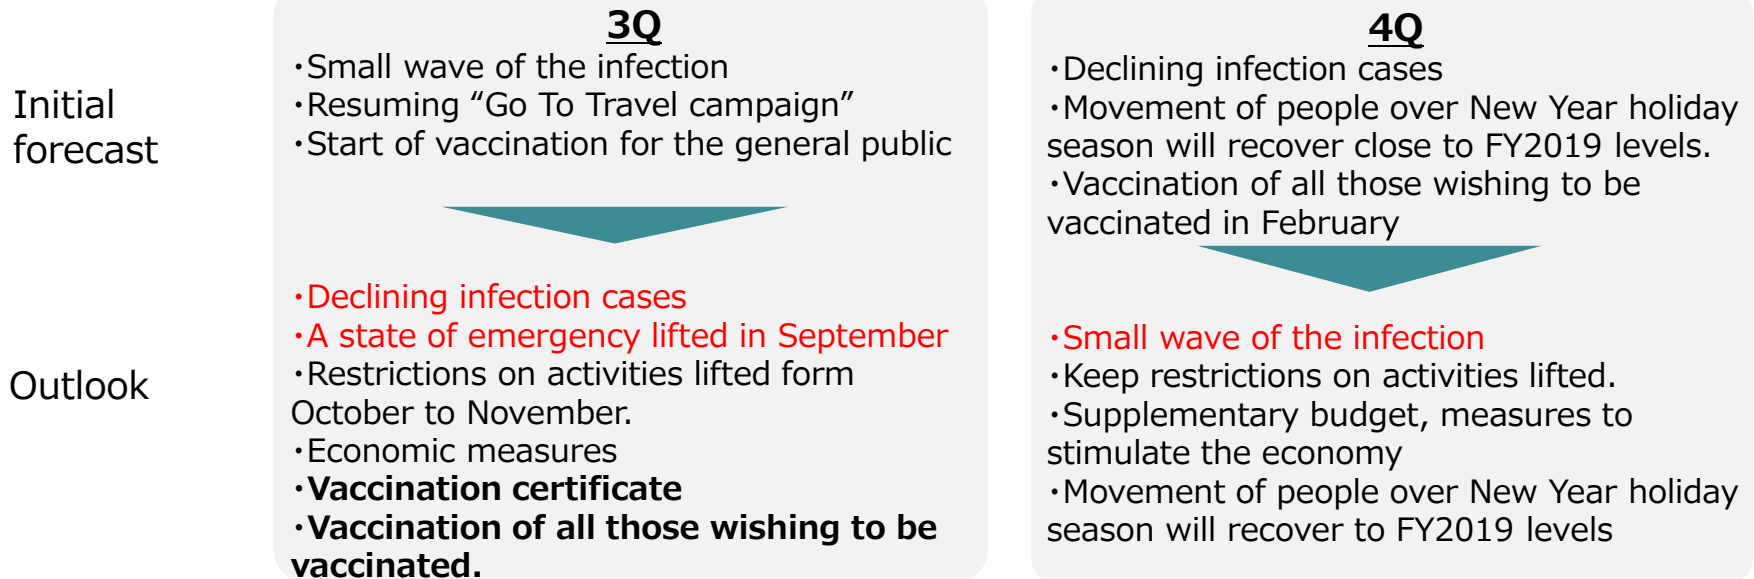 3Q
・Small wave of the infection
・Resuming “Go To Travel campaign”
・Start of vaccination for the general public
4Q
・Declining infection cases
・Movement of people over New Year holiday
season will recover close to FY2019 levels.
・Vaccination of all those wishing to be
vaccinated in February
Initial
forecast
・Declining infection cases
・A state of emergency lifted in September
・Restrictions on activities lifted form
October to November.
・Economic measures
・Vaccination certificate
・Vaccination of all those wishing to be
vaccinated.
・Small wave of the infection
・Keep restrictions on activities lifted.
・Supplementary budget, measures to
stimulate the economy
・Movement of people over New Year holiday
season will recover to FY2019 levels
Outlook